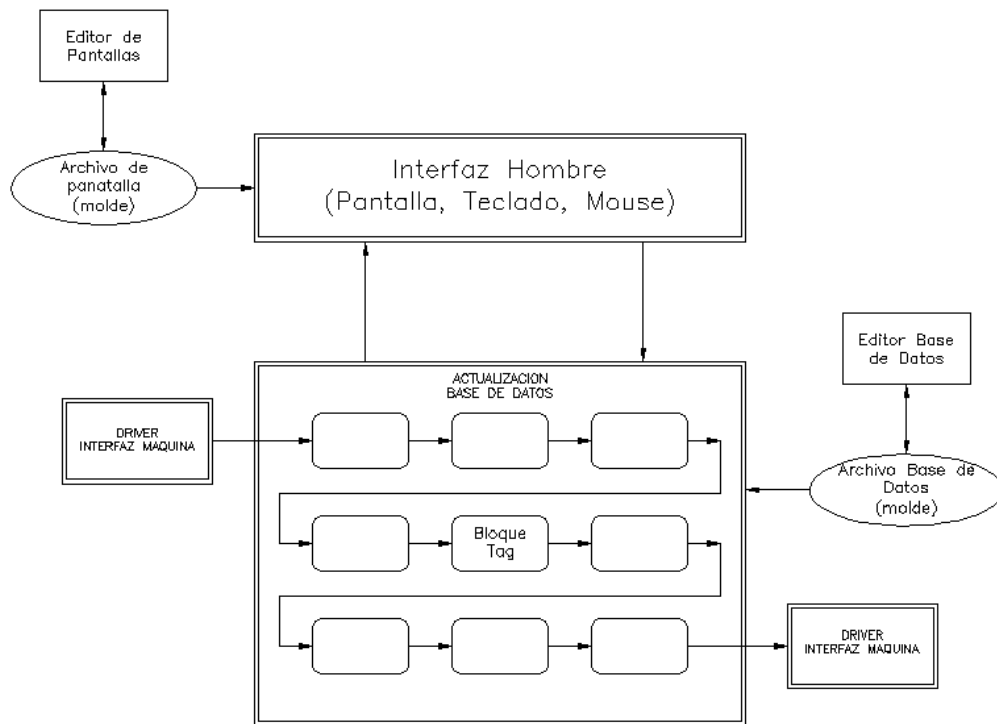 Editor de
Pantallas
Archivo de
panatalla
(molde)
Interfaz Hombre
(Pantalla, Teclado, Mouse)
Editor Base
de Datos
ACTUALIZACION
BASE DE DATOS
DRIVER
INTERFAZ MAQUINA
Archivo Base de
Datos
(molde)
Bloque
Tag
DRIVER
INTERFAZ MAQUINA